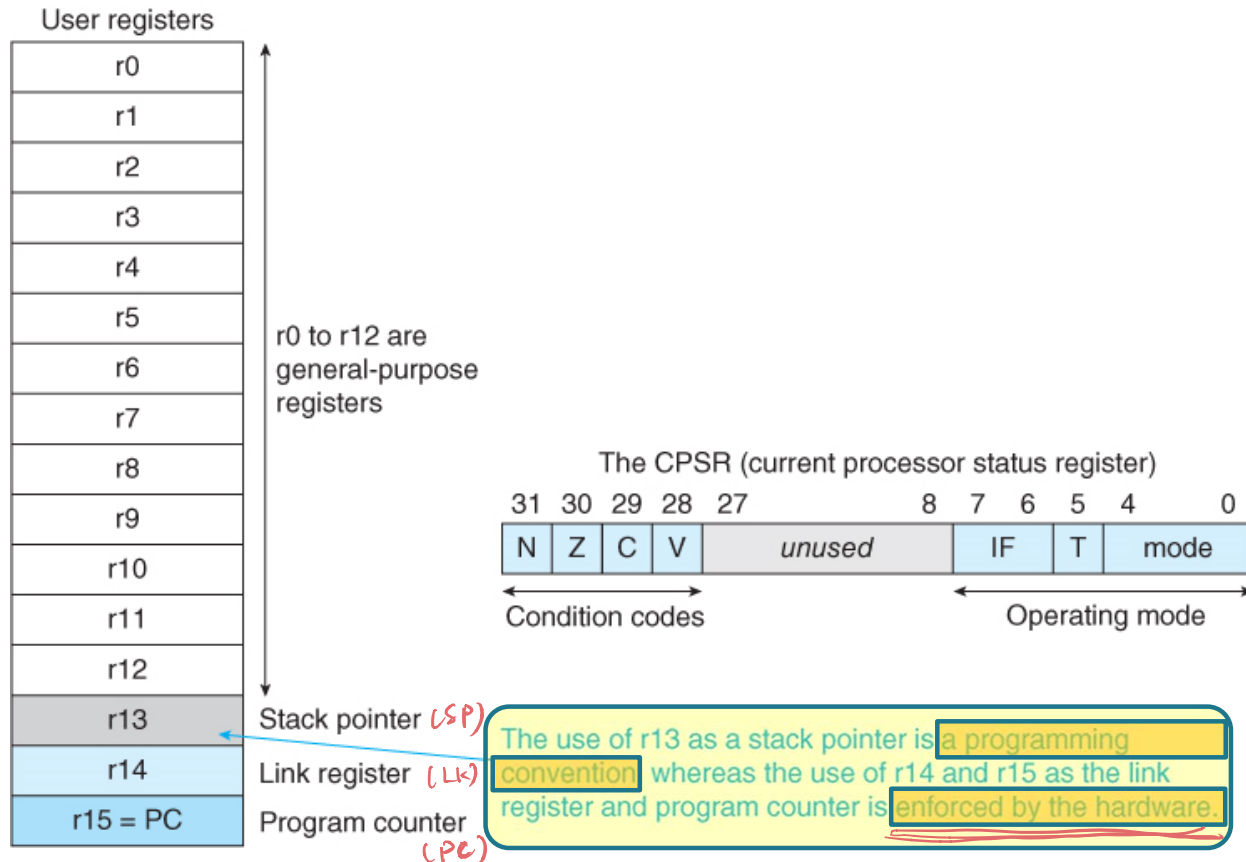 User registers
r0
r1
r2
r3
r4
r5
r6
r7
r8
r9
r10
r11
r12
r13
r14
r15 = PC
r0 to r12 are
general-purpose
registers
The CPSR (current processor status register)
31 30 29 28 27 8 7 6 5 4 0
N Z C V unused IF T mode
Condition codes
Operating mode
Stack pointer (SP)
Link register (LK)
Program counter
(PC)
The use of r13 as a stack pointer is a programming
convention whereas the use of r14 and r15 as the link
register and program counter is enforced by the hardware.